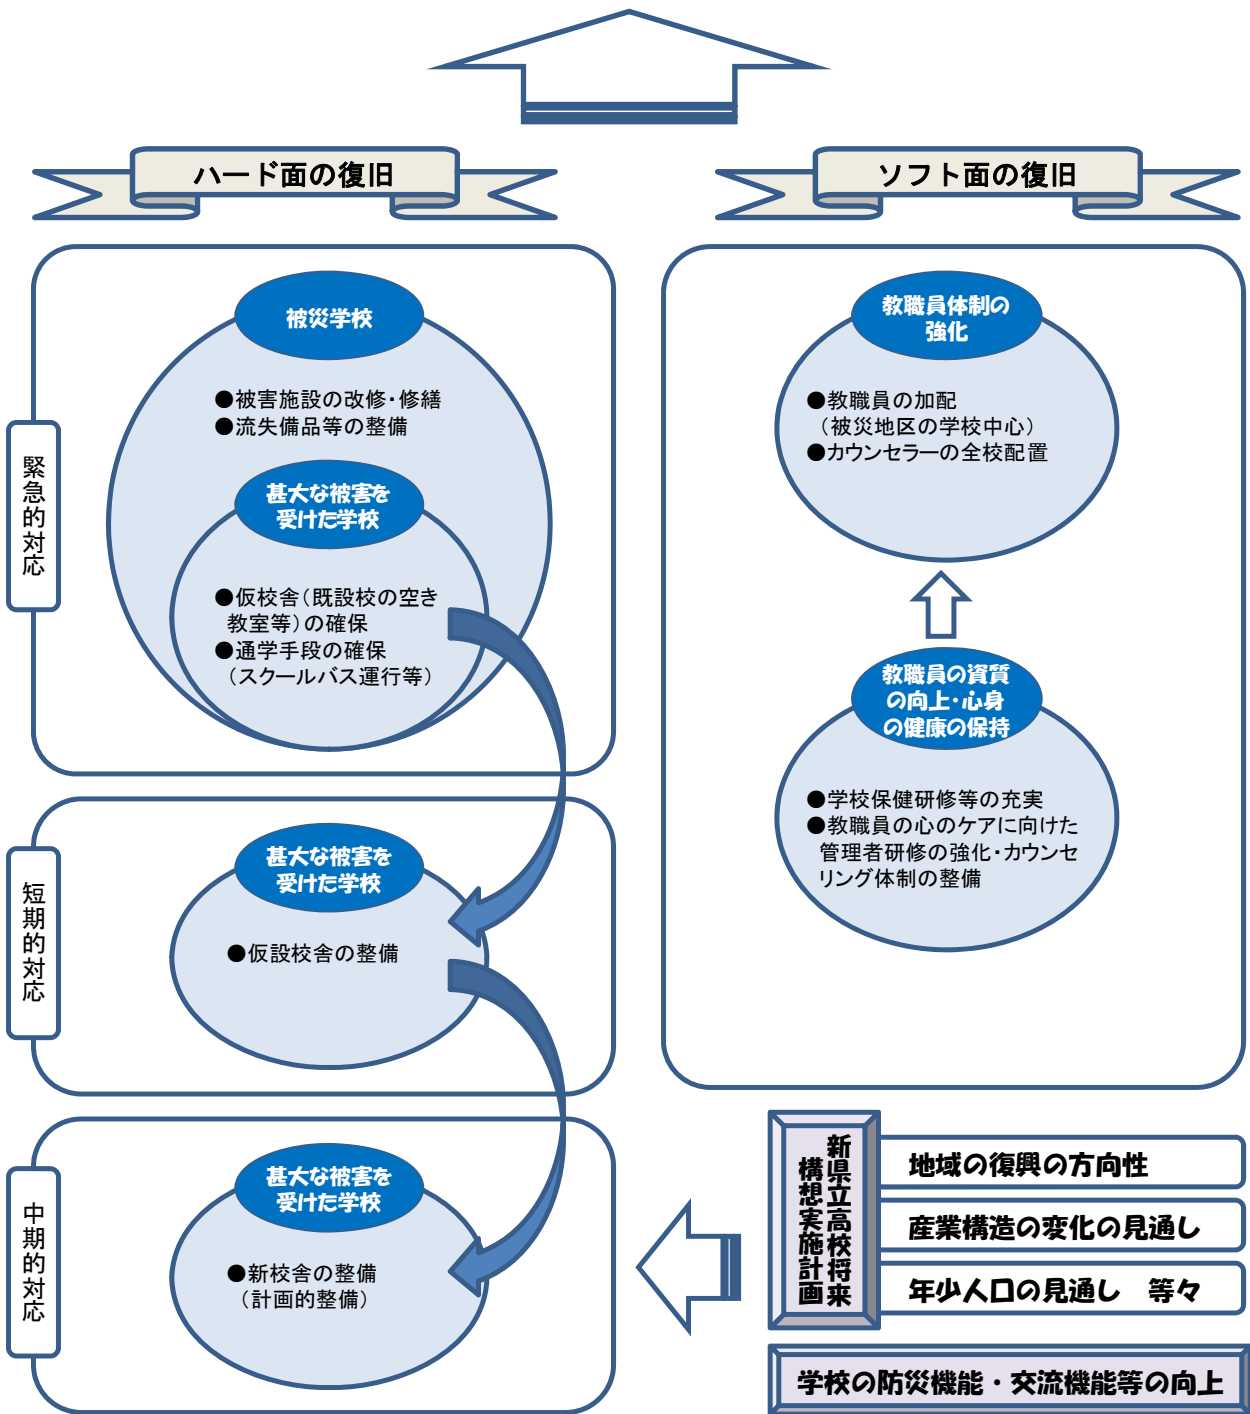 ハード面の復旧
緊急的対応
被災学校
●被害施設の改修・修繕
●流失備品等の整備
甚大な被害を
受けた学校
●仮校舎（既設校の空き
教室等）の確保
●通学手段の確保
（スクールバス運行等）
短期的対応
甚大な被害を
受けた学校
●仮設校舎の整備
中期的対応
甚大な被害を
受けた学校
●新校舎の整備
（計画的整備）
ソフト面の復旧
教職員体制の
強化
●教職員の加配
（被災地区の学校中心）
●カウンセラーの全校配置
教職員の資質
の向上・心身
の健康の保持
●学校保健研修等の充実
●教職員の心のケアに向けた
管理者研修の強化・カウンセ
リング体制の整備
新県立高校将来
構想実施計画
地域の復興の方向性
産業構造の変化の見通し
年少人口の見通し　等々
学校の防災機能・交流機能等の向上